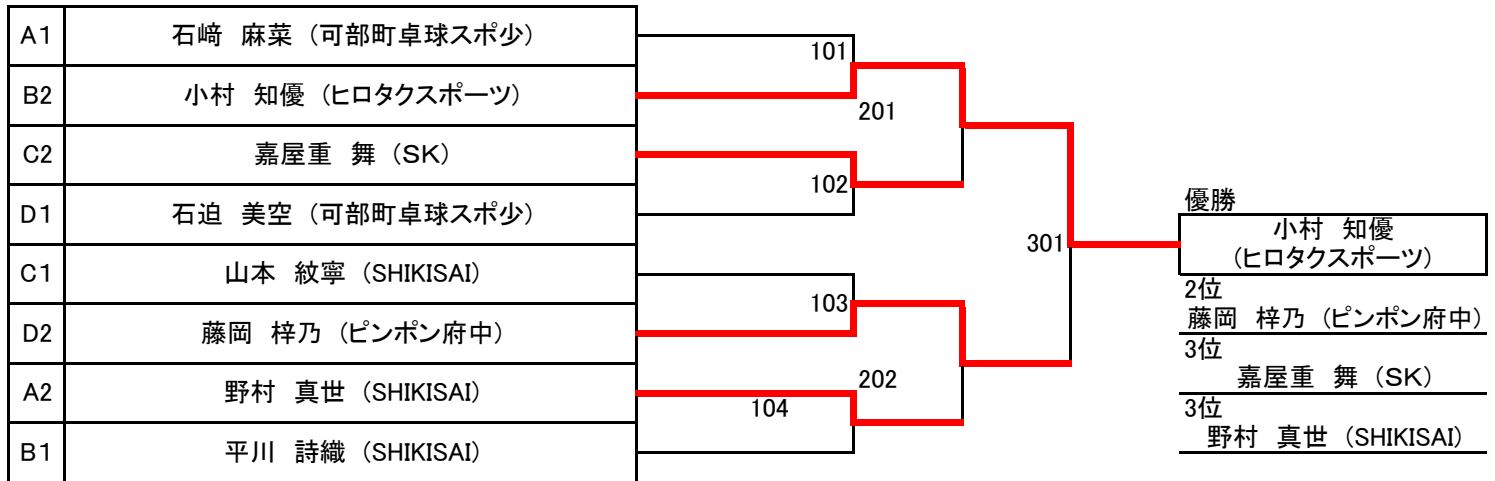 A1 石﨑 麻菜 (可部町卓球スポ少)
101
B2 小村 知優 (ヒロタクスポーツ)
201
C2 嘉屋重 舞 (SK)
102
D1 石迫 美空 (可部町卓球スポ少)
C1 山本 紋寧 (SHIKISAI)
103
D2 藤岡 梓乃 (ピンポン府中)
202
A2 野村 真世 (SHIKISAI)
104
B1 平川 詩織 (SHIKISAI)
301
優勝
小村 知優
(ヒロタクスポーツ)
2位
藤岡 梓乃 (ピンポン府中)
3位
嘉屋重 舞 (SK)
3位
野村 真世 (SHIKISAI)